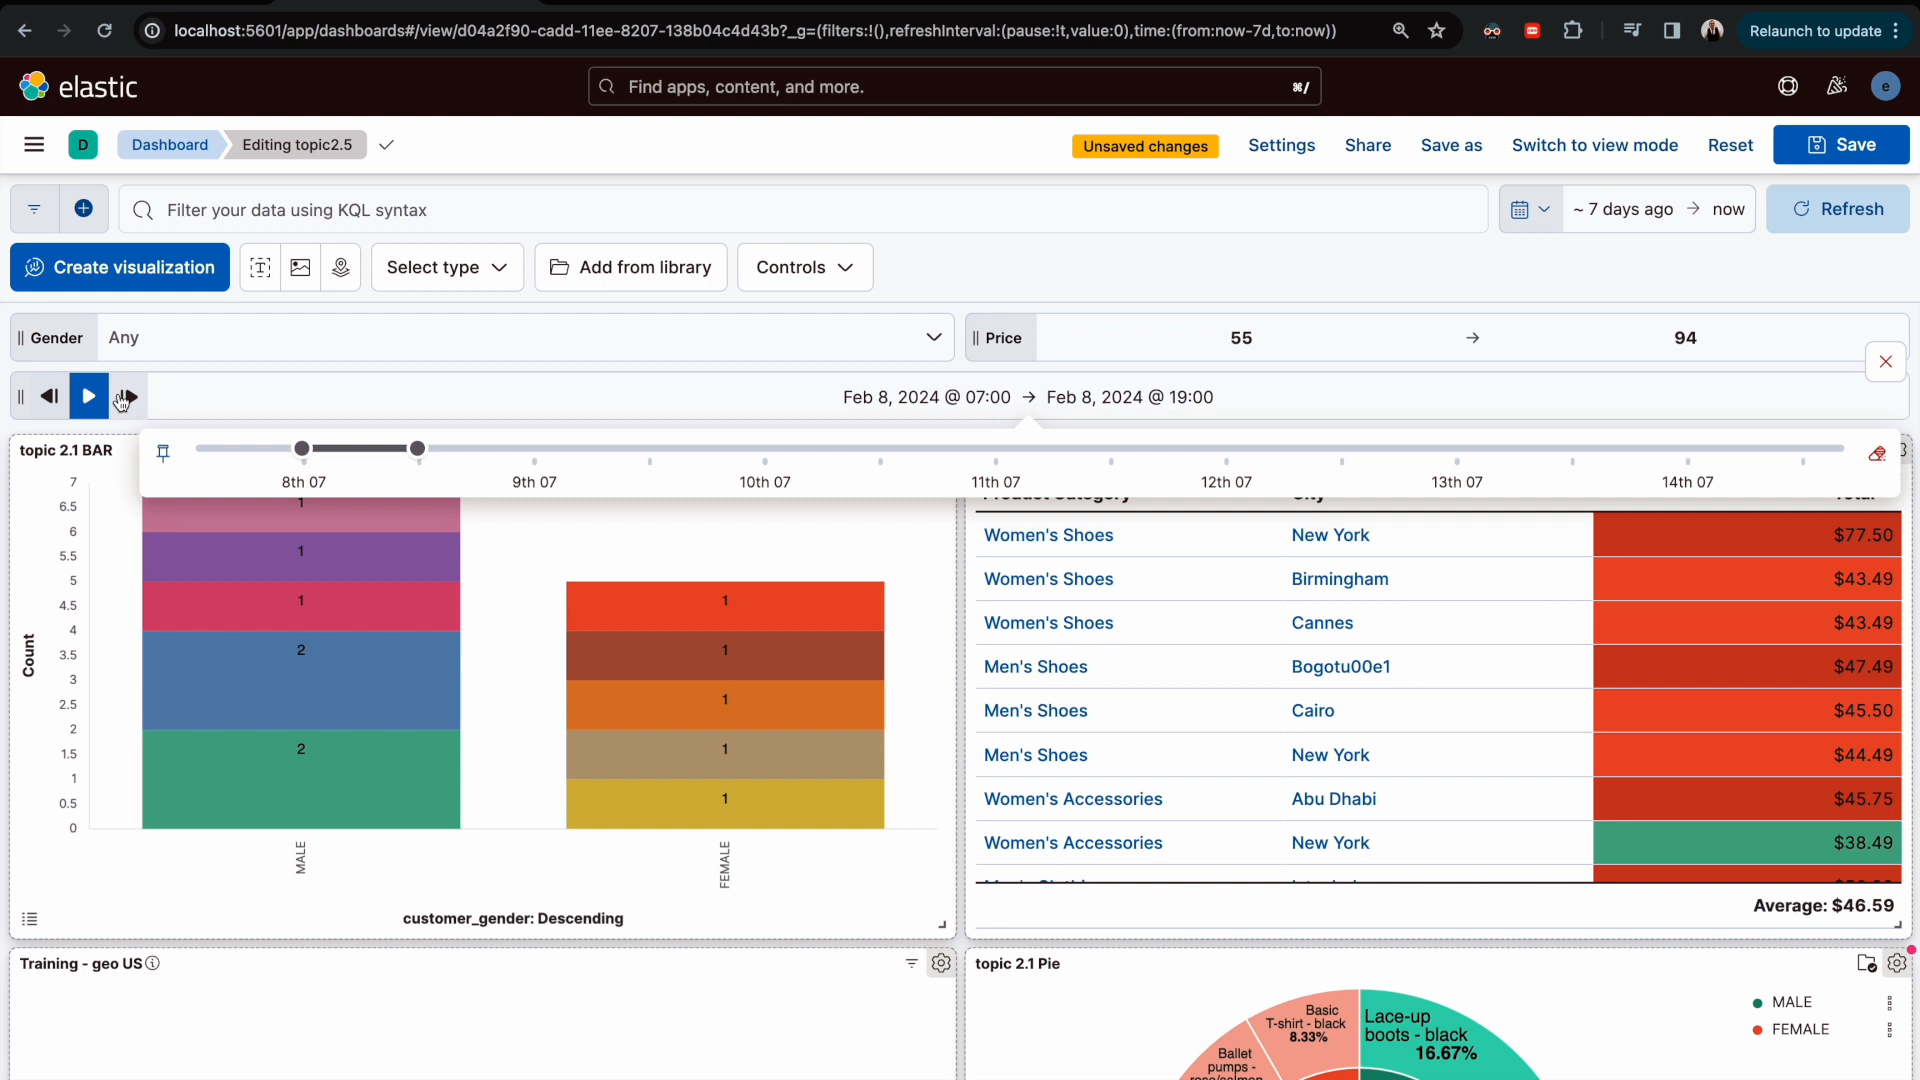 localhost:5601/app/dashboards#/view/d04a2f90-cadd-11ee-8207-138b04c4d43b?_g=(filters:!(),refreshInterval:(pause:!t,value:0),time:(from:now-7d,to:now))
Relaunch to update
elastic
Find apps, content, and more.
⌘/
e
D
Dashboard
Editing topic2.5
Unsaved changes
Settings
Share
Save as
Switch to view mode
Reset
Save
Filter your data using KQL syntax
~ 7 days ago → now
Refresh
Create visualization
Select type
Add from library
Controls
Gender
Any
Price
55 → 94
Feb 8, 2024 @ 07:00 → Feb 8, 2024 @ 19:00
8th 07
9th 07
10th 07
11th 07
12th 07
13th 07
14th 07
topic 2.1 BAR
Count
7
6.5
6
5.5
5
4.5
4
3.5
3
2.5
2
1.5
1
0.5
0
1
1
1
2
2
1
1
1
1
1
MALE
FEMALE
customer_gender: Descending
Women's Shoes New York $77.50
Women's Shoes Birmingham $43.49
Women's Shoes Cannes $43.49
Men's Shoes Bogotu00e1 $47.49
Men's Shoes Cairo $45.50
Men's Shoes New York $44.49
Women's Accessories Abu Dhabi $45.75
Women's Accessories New York $38.49
Average: $46.59
Training - geo US
topic 2.1 Pie
Basic
T-shirt - black
8.33%
Lace-up
boots - black
16.67%
Ballet
pumps -
MALE
FEMALE